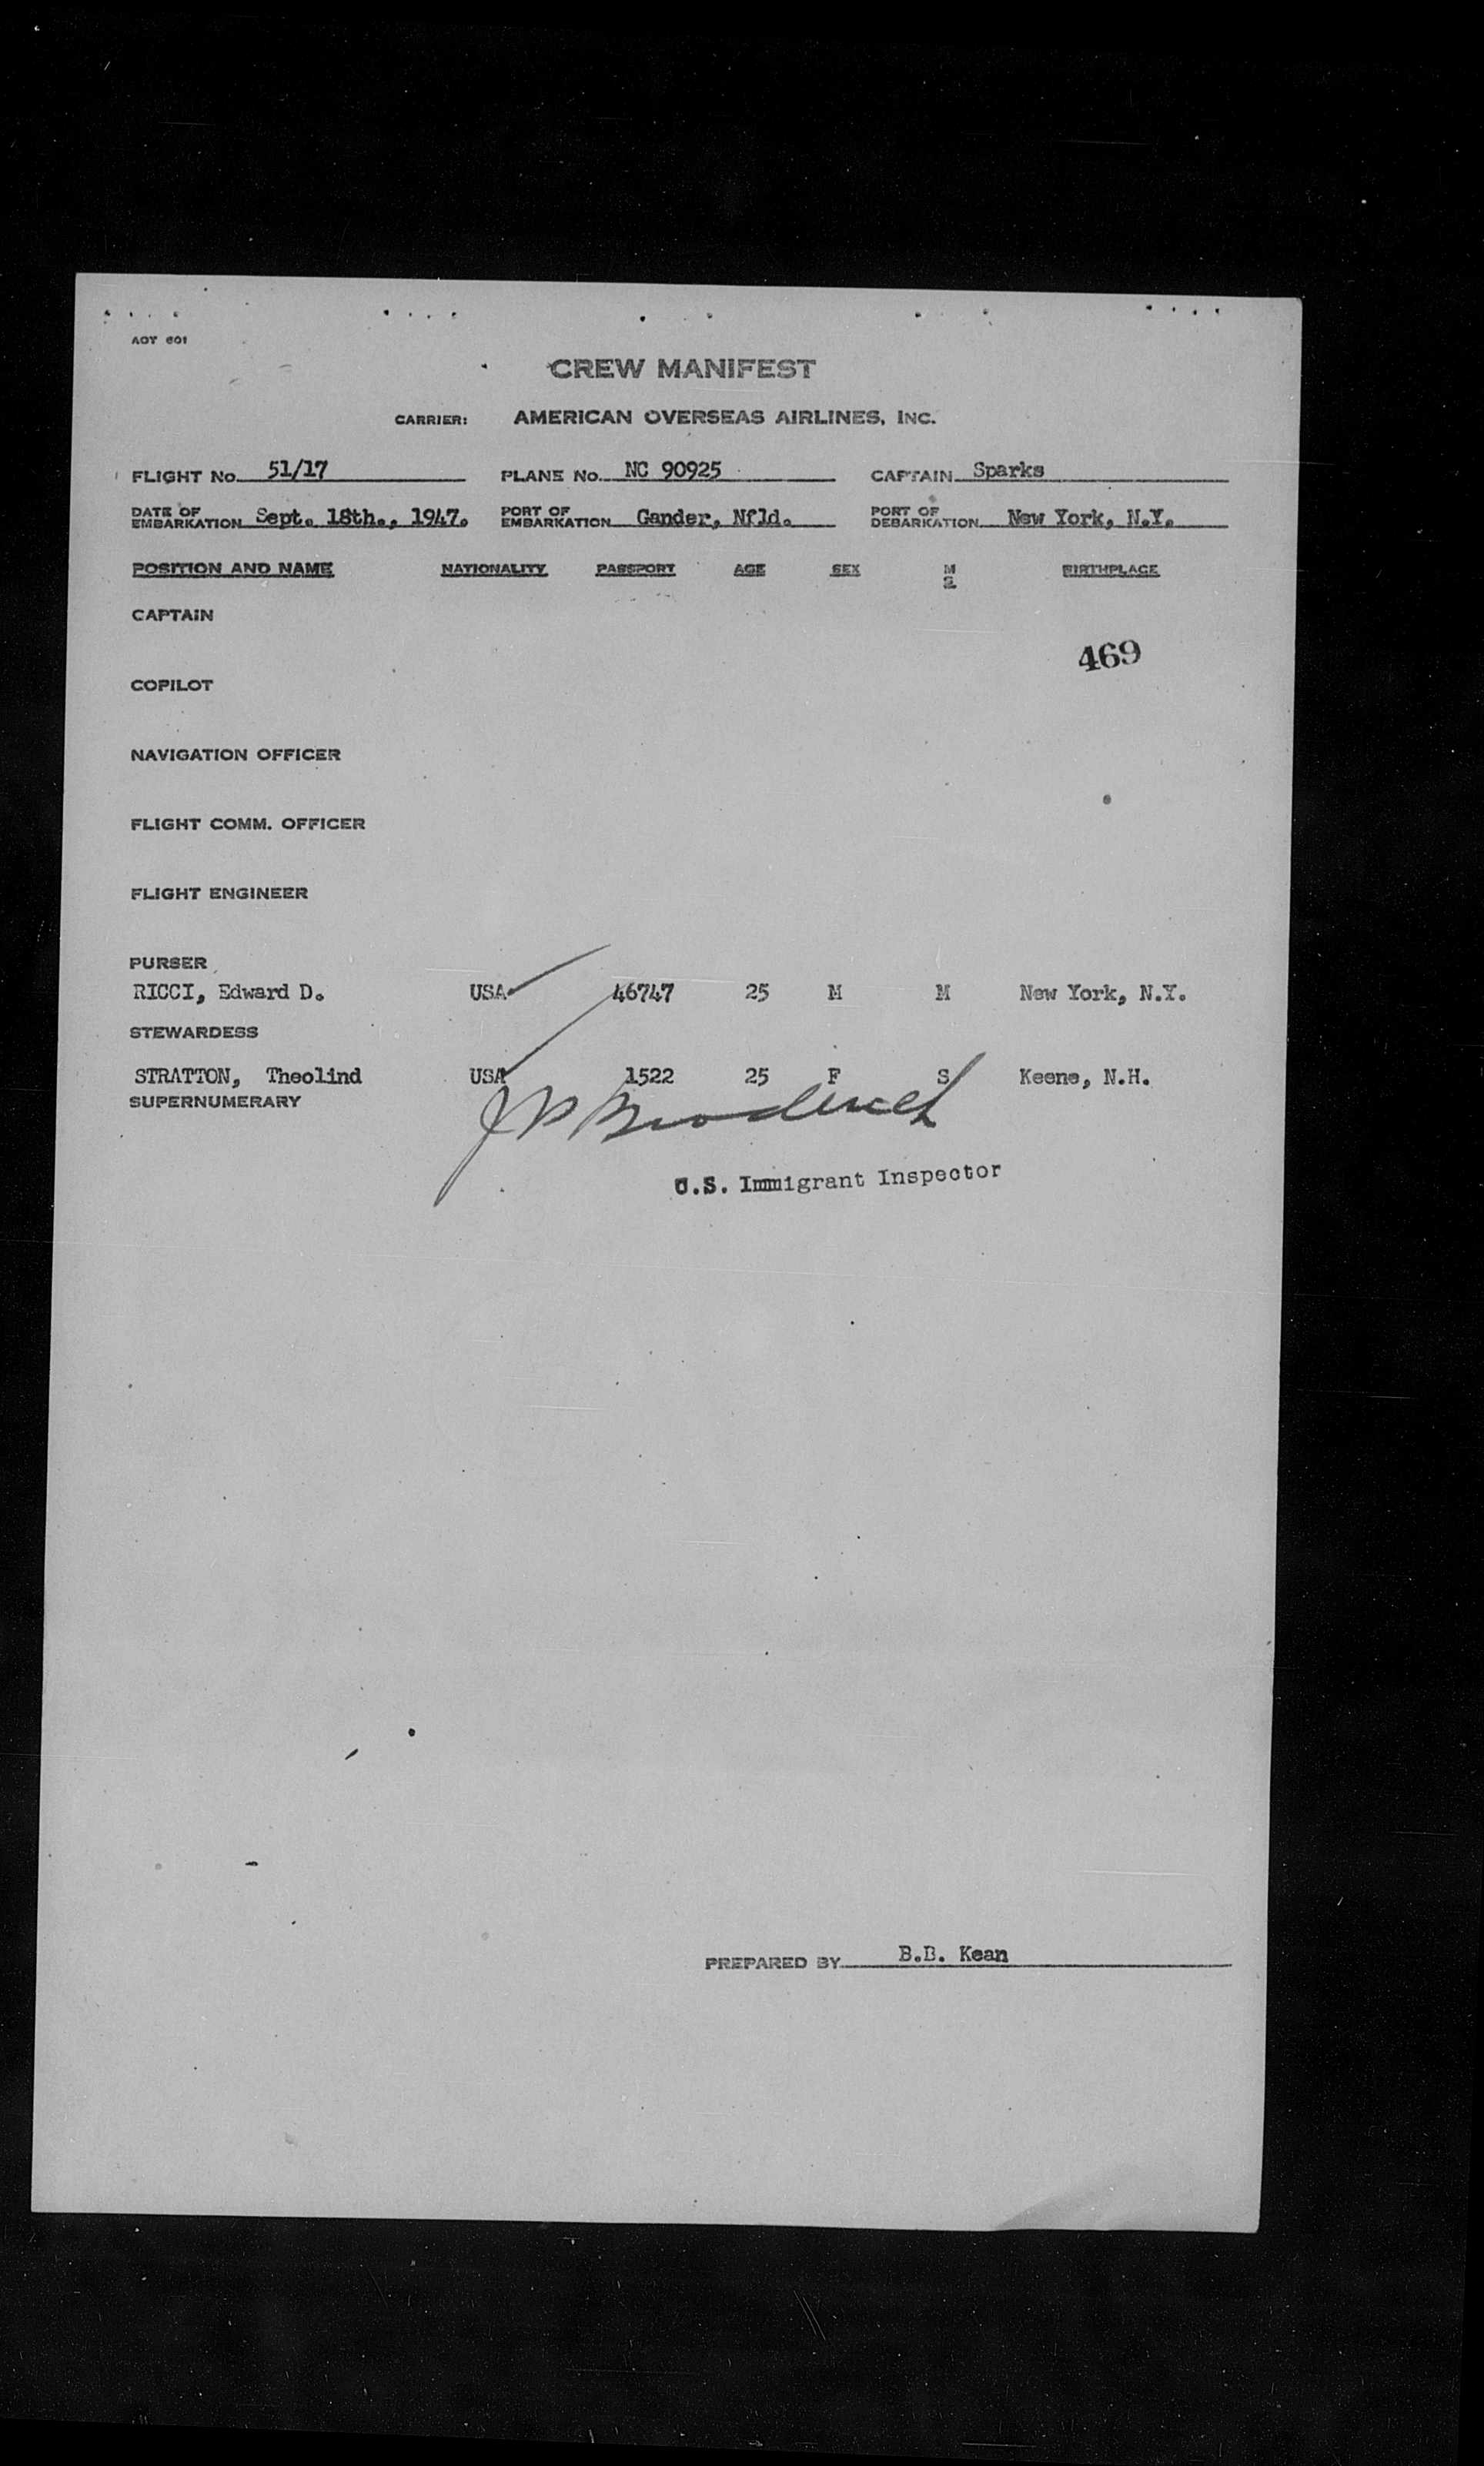 AOT 601
CREW MANIFEST
CARRIER: AMERICAN OVERSEAS AIRLINES, INC.
FLIGHT No. 51/17 PLANE No. NC 90925 CAPTAIN Sparks
DATE OF EMBARKATION Sept. 18th., 1947. PORT OF EMBARKATION Gander, Nfld. PORT OF DEBARKATION New York, N.Y.
POSITION AND NAME NATIONALITY PASSPORT AGE SEX M S BIRTHPLACE
CAPTAIN
469
COPILOT
NAVIGATION OFFICER
FLIGHT COMM. OFFICER
FLIGHT ENGINEER
PURSER
RICCI, Edward D. USA 46747 25 M M New York, N.Y.
STEWARDESS
STRATTON, Theolind USA 1522 25 F S Keene, N.H.
SUPERNUMERARY
U.S. Immigrant Inspector
PREPARED BY Kean